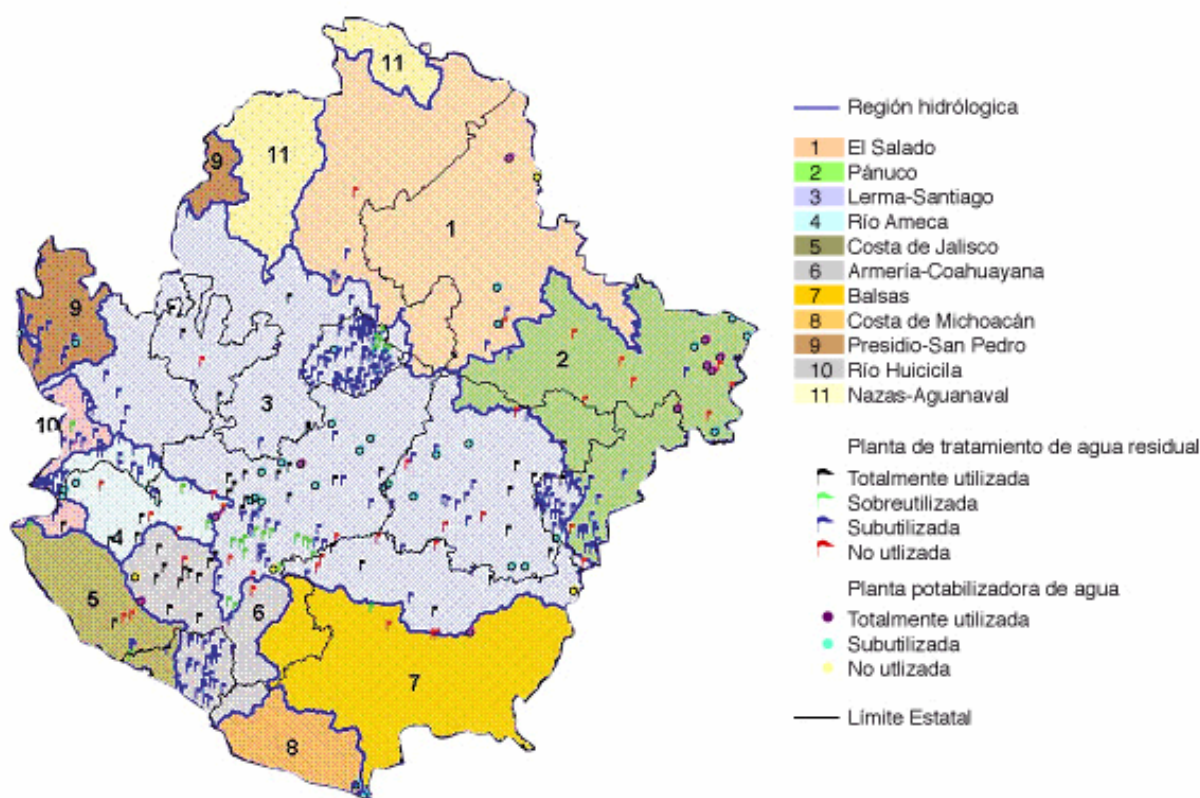 Región hidrólogica
1 El Salado
2 Pánuco
3 Lerma-Santiago
4 Río Ameca
5 Costa de Jalisco
6 Armería-Coahuayana
7 Balsas
8 Costa de Michoacán
9 Presidio-San Pedro
10 Río Huicicila
11 Nazas-Aguanaval
Planta de tratamiento de agua residual
Totalmente utilizada
Sobreutilizada
Subutilizada
No utlizada
Planta potabilizadora de agua
Totalmente utilizada
Subutilizada
No utlizada
Límite Estatal
11
9
11
1
9
2
3
10
4
5
6
7
8